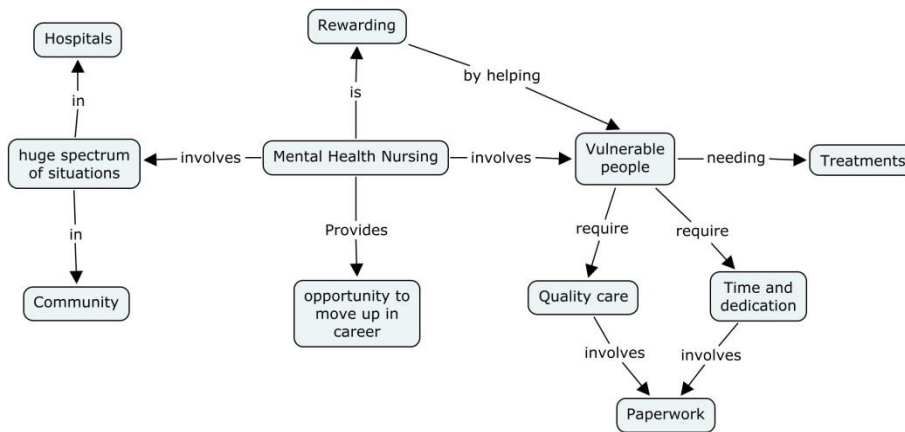 Rewarding
Hospitals
by helping
in
is
huge spectrum
of situations
involves
Mental Health Nursing
involves
Vulnerable
people
needing
Treatments
in
Provides
require
require
Community
opportunity to
move up in
career
Quality care
Time and
dedication
involves
involves
Paperwork